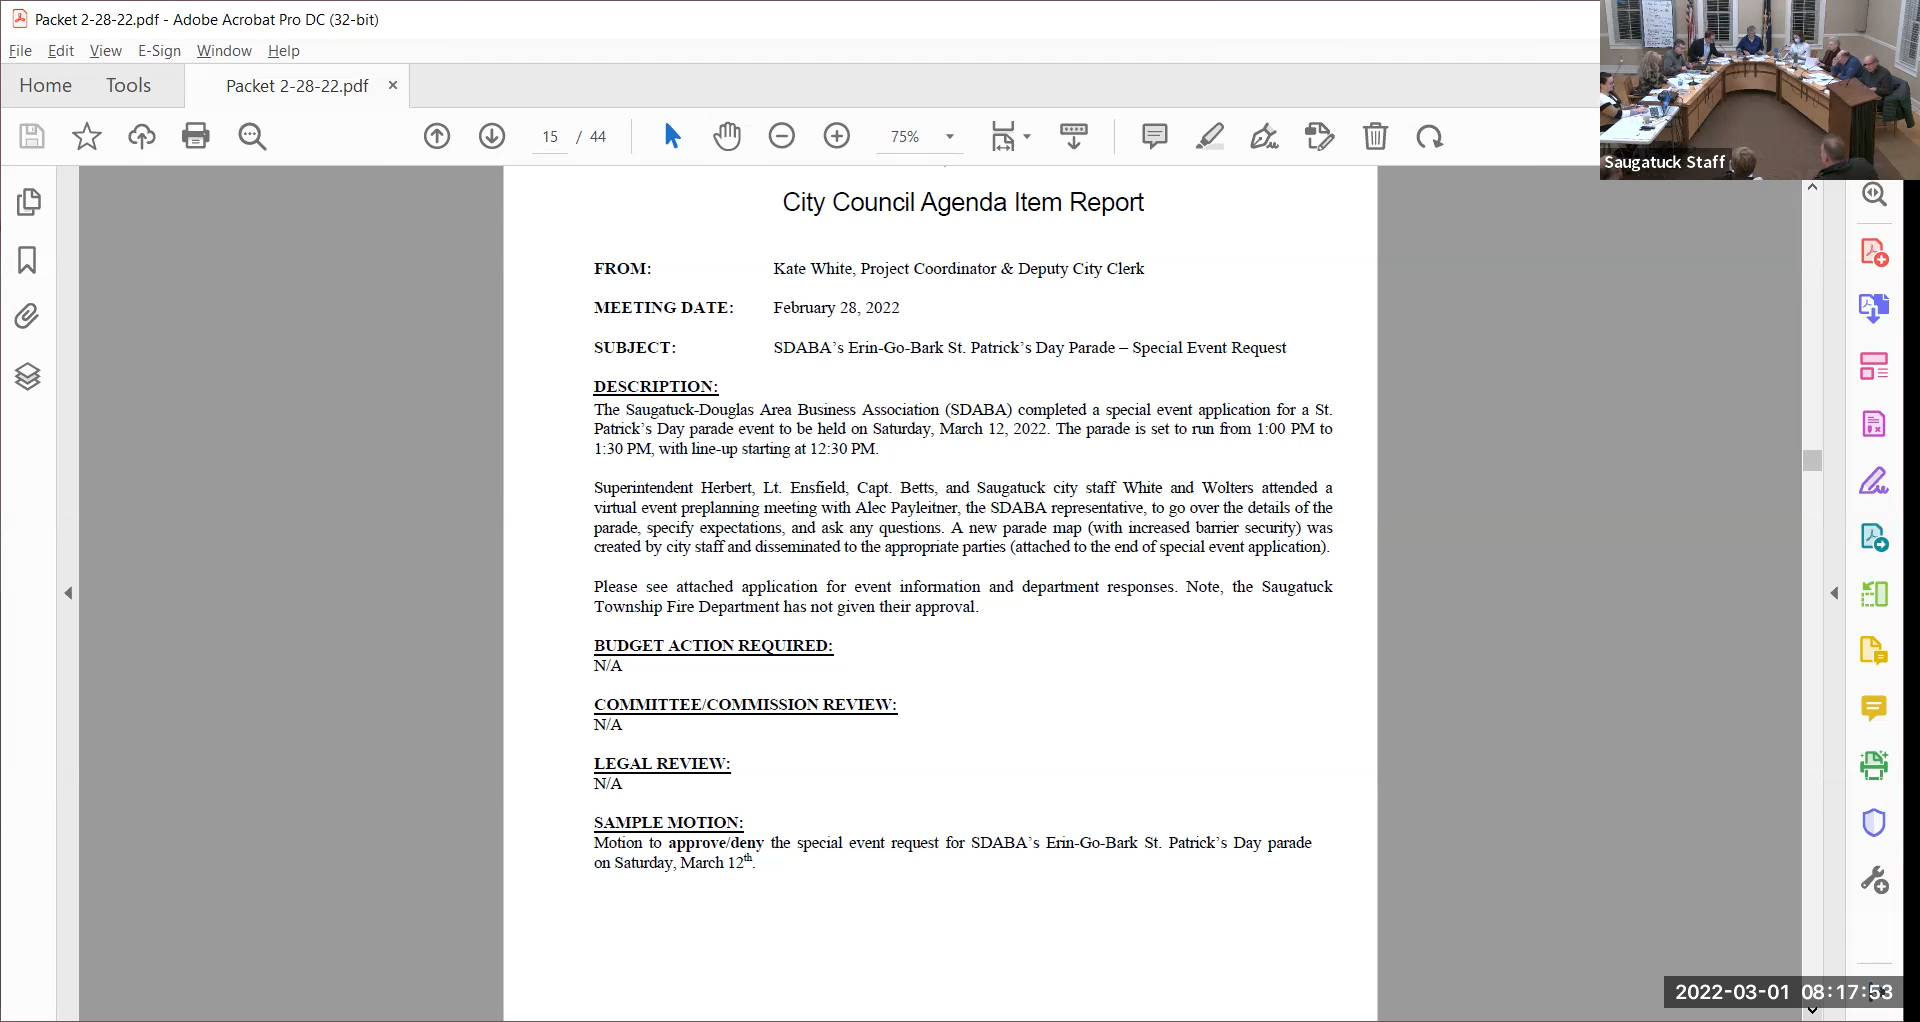 Packet 2-28-22.pdf - Adobe Acrobat Pro DC (32-bit)
File Edit View E-Sign Window Help
Home Tools Packet 2-28-22.pdf ×
15 / 44 75%
Saugatuck Staff
City Council Agenda Item Report
FROM: Kate White, Project Coordinator & Deputy City Clerk
MEETING DATE: February 28, 2022
SUBJECT: SDABA's Erin-Go-Bark St. Patrick's Day Parade – Special Event Request
DESCRIPTION:
The Saugatuck-Douglas Area Business Association (SDABA) completed a special event application for a St.
Patrick's Day parade event to be held on Saturday, March 12, 2022. The parade is set to run from 1:00 PM to
1:30 PM, with line-up starting at 12:30 PM.
Superintendent Herbert, Lt. Ensfield, Capt. Betts, and Saugatuck city staff White and Wolters attended a
virtual event preplanning meeting with Alec Payleitner, the SDABA representative, to go over the details of the
parade, specify expectations, and ask any questions. A new parade map (with increased barrier security) was
created by city staff and disseminated to the appropriate parties (attached to the end of special event application).
Please see attached application for event information and department responses. Note, the Saugatuck
Township Fire Department has not given their approval.
BUDGET ACTION REQUIRED:
N/A
COMMITTEE/COMMISSION REVIEW:
N/A
LEGAL REVIEW:
N/A
SAMPLE MOTION:
Motion to approve/deny the special event request for SDABA's Erin-Go-Bark St. Patrick's Day parade
on Saturday, March 12th.
2022-03-01 08:17:53